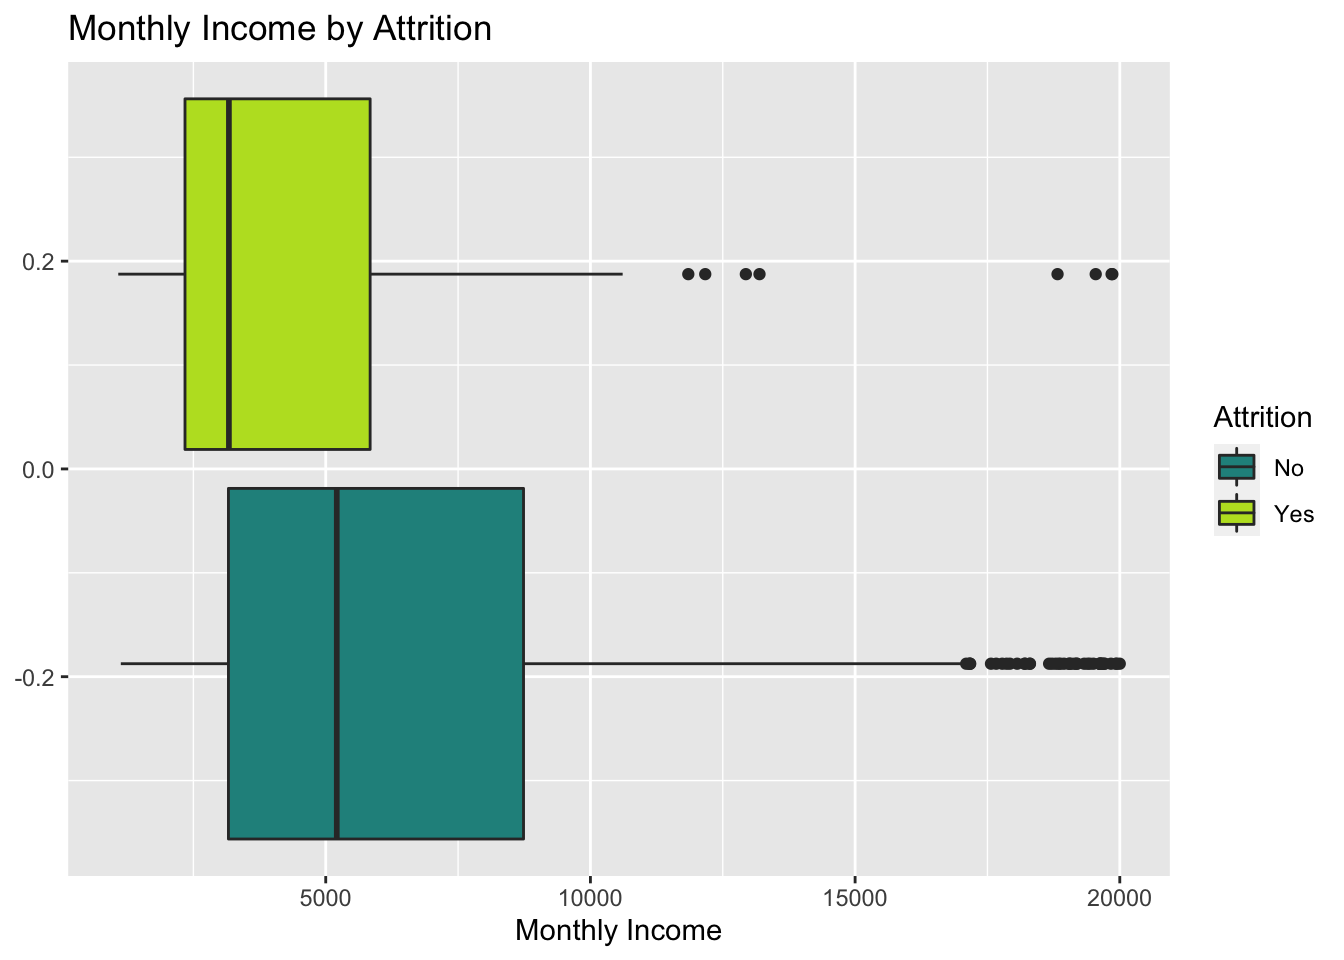 Monthly Income by Attrition
0.2
0.0
-0.2
5000 10000 15000 20000
Monthly Income
Attrition
No
Yes